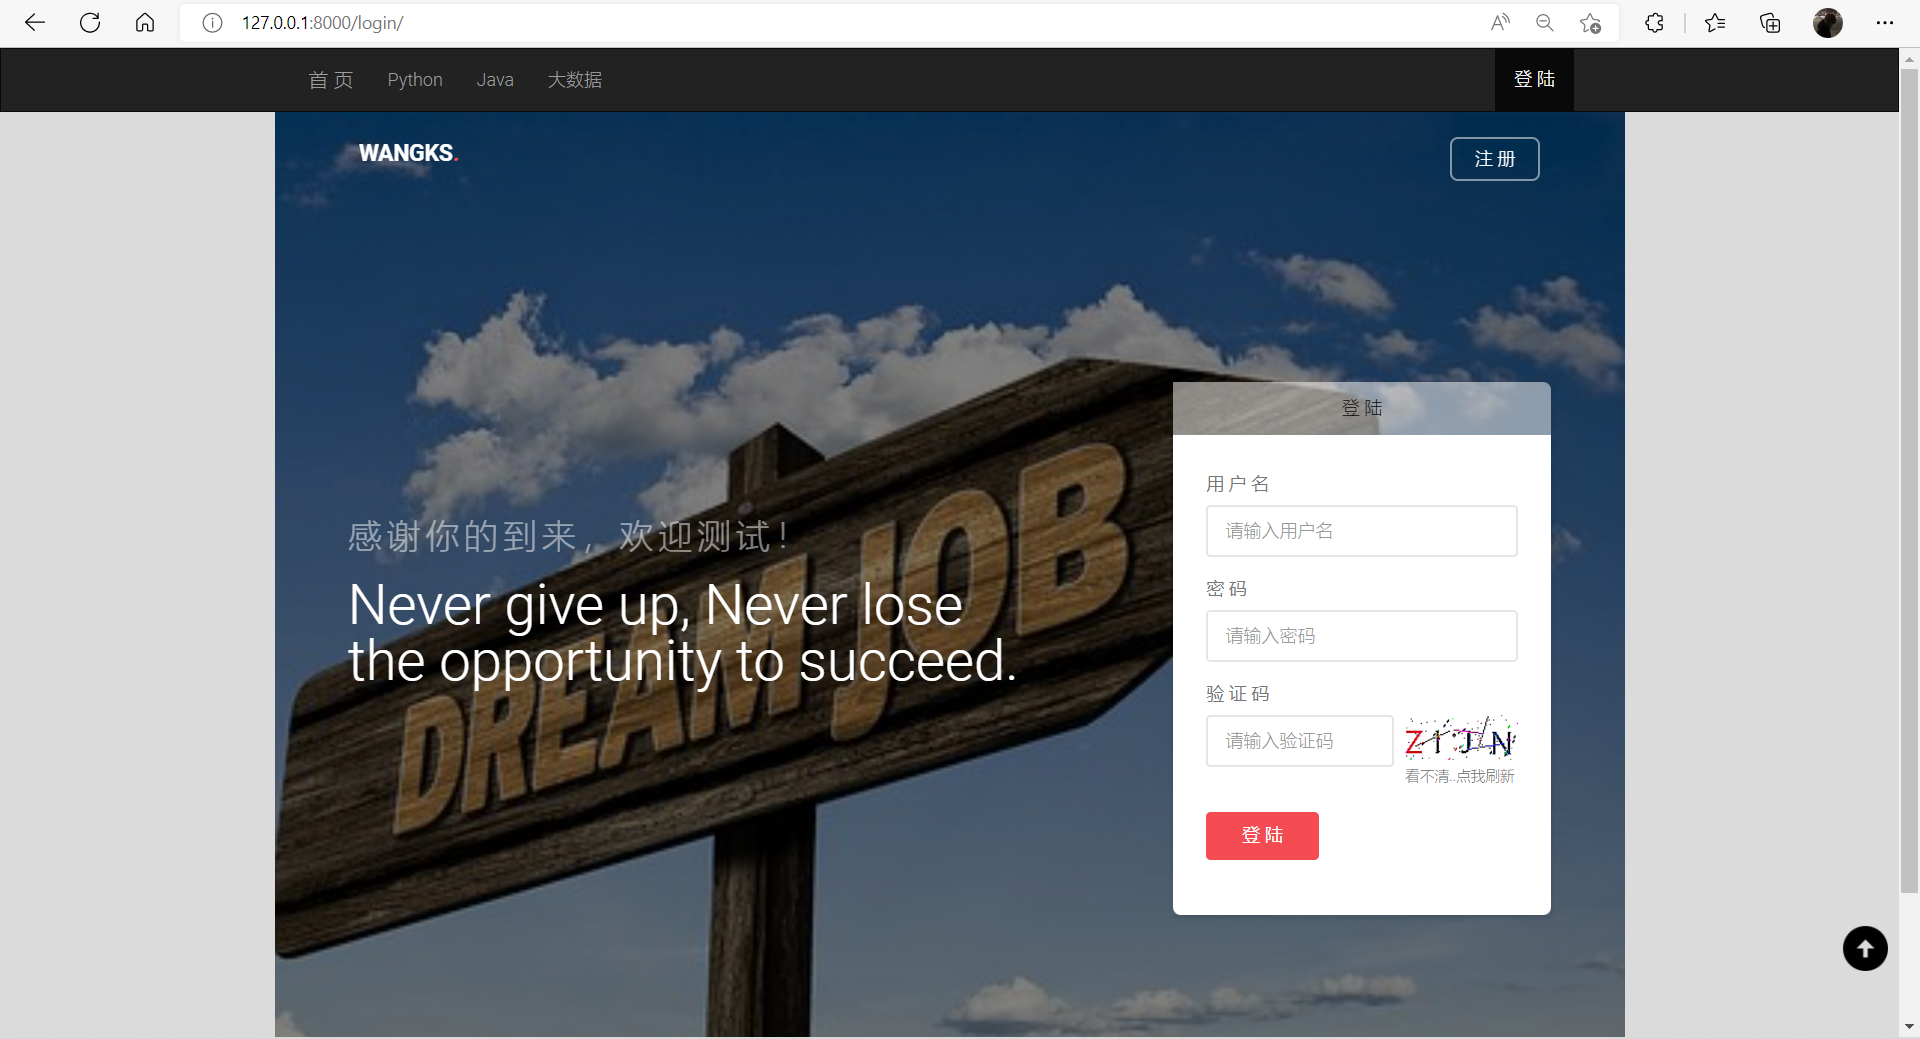 127.0.0.1:8000/login/
首 页 Python Java 大数据 登 陆
WANGKS.
注 册
DREAM JOB
登 陆
感谢你的到来，欢迎测试！
Never give up, Never lose
the opportunity to succeed.
用 户 名
请输入用户名
密 码
请输入密码
验 证 码
请输入验证码
Z I J N
看不清..点我刷新
登 陆